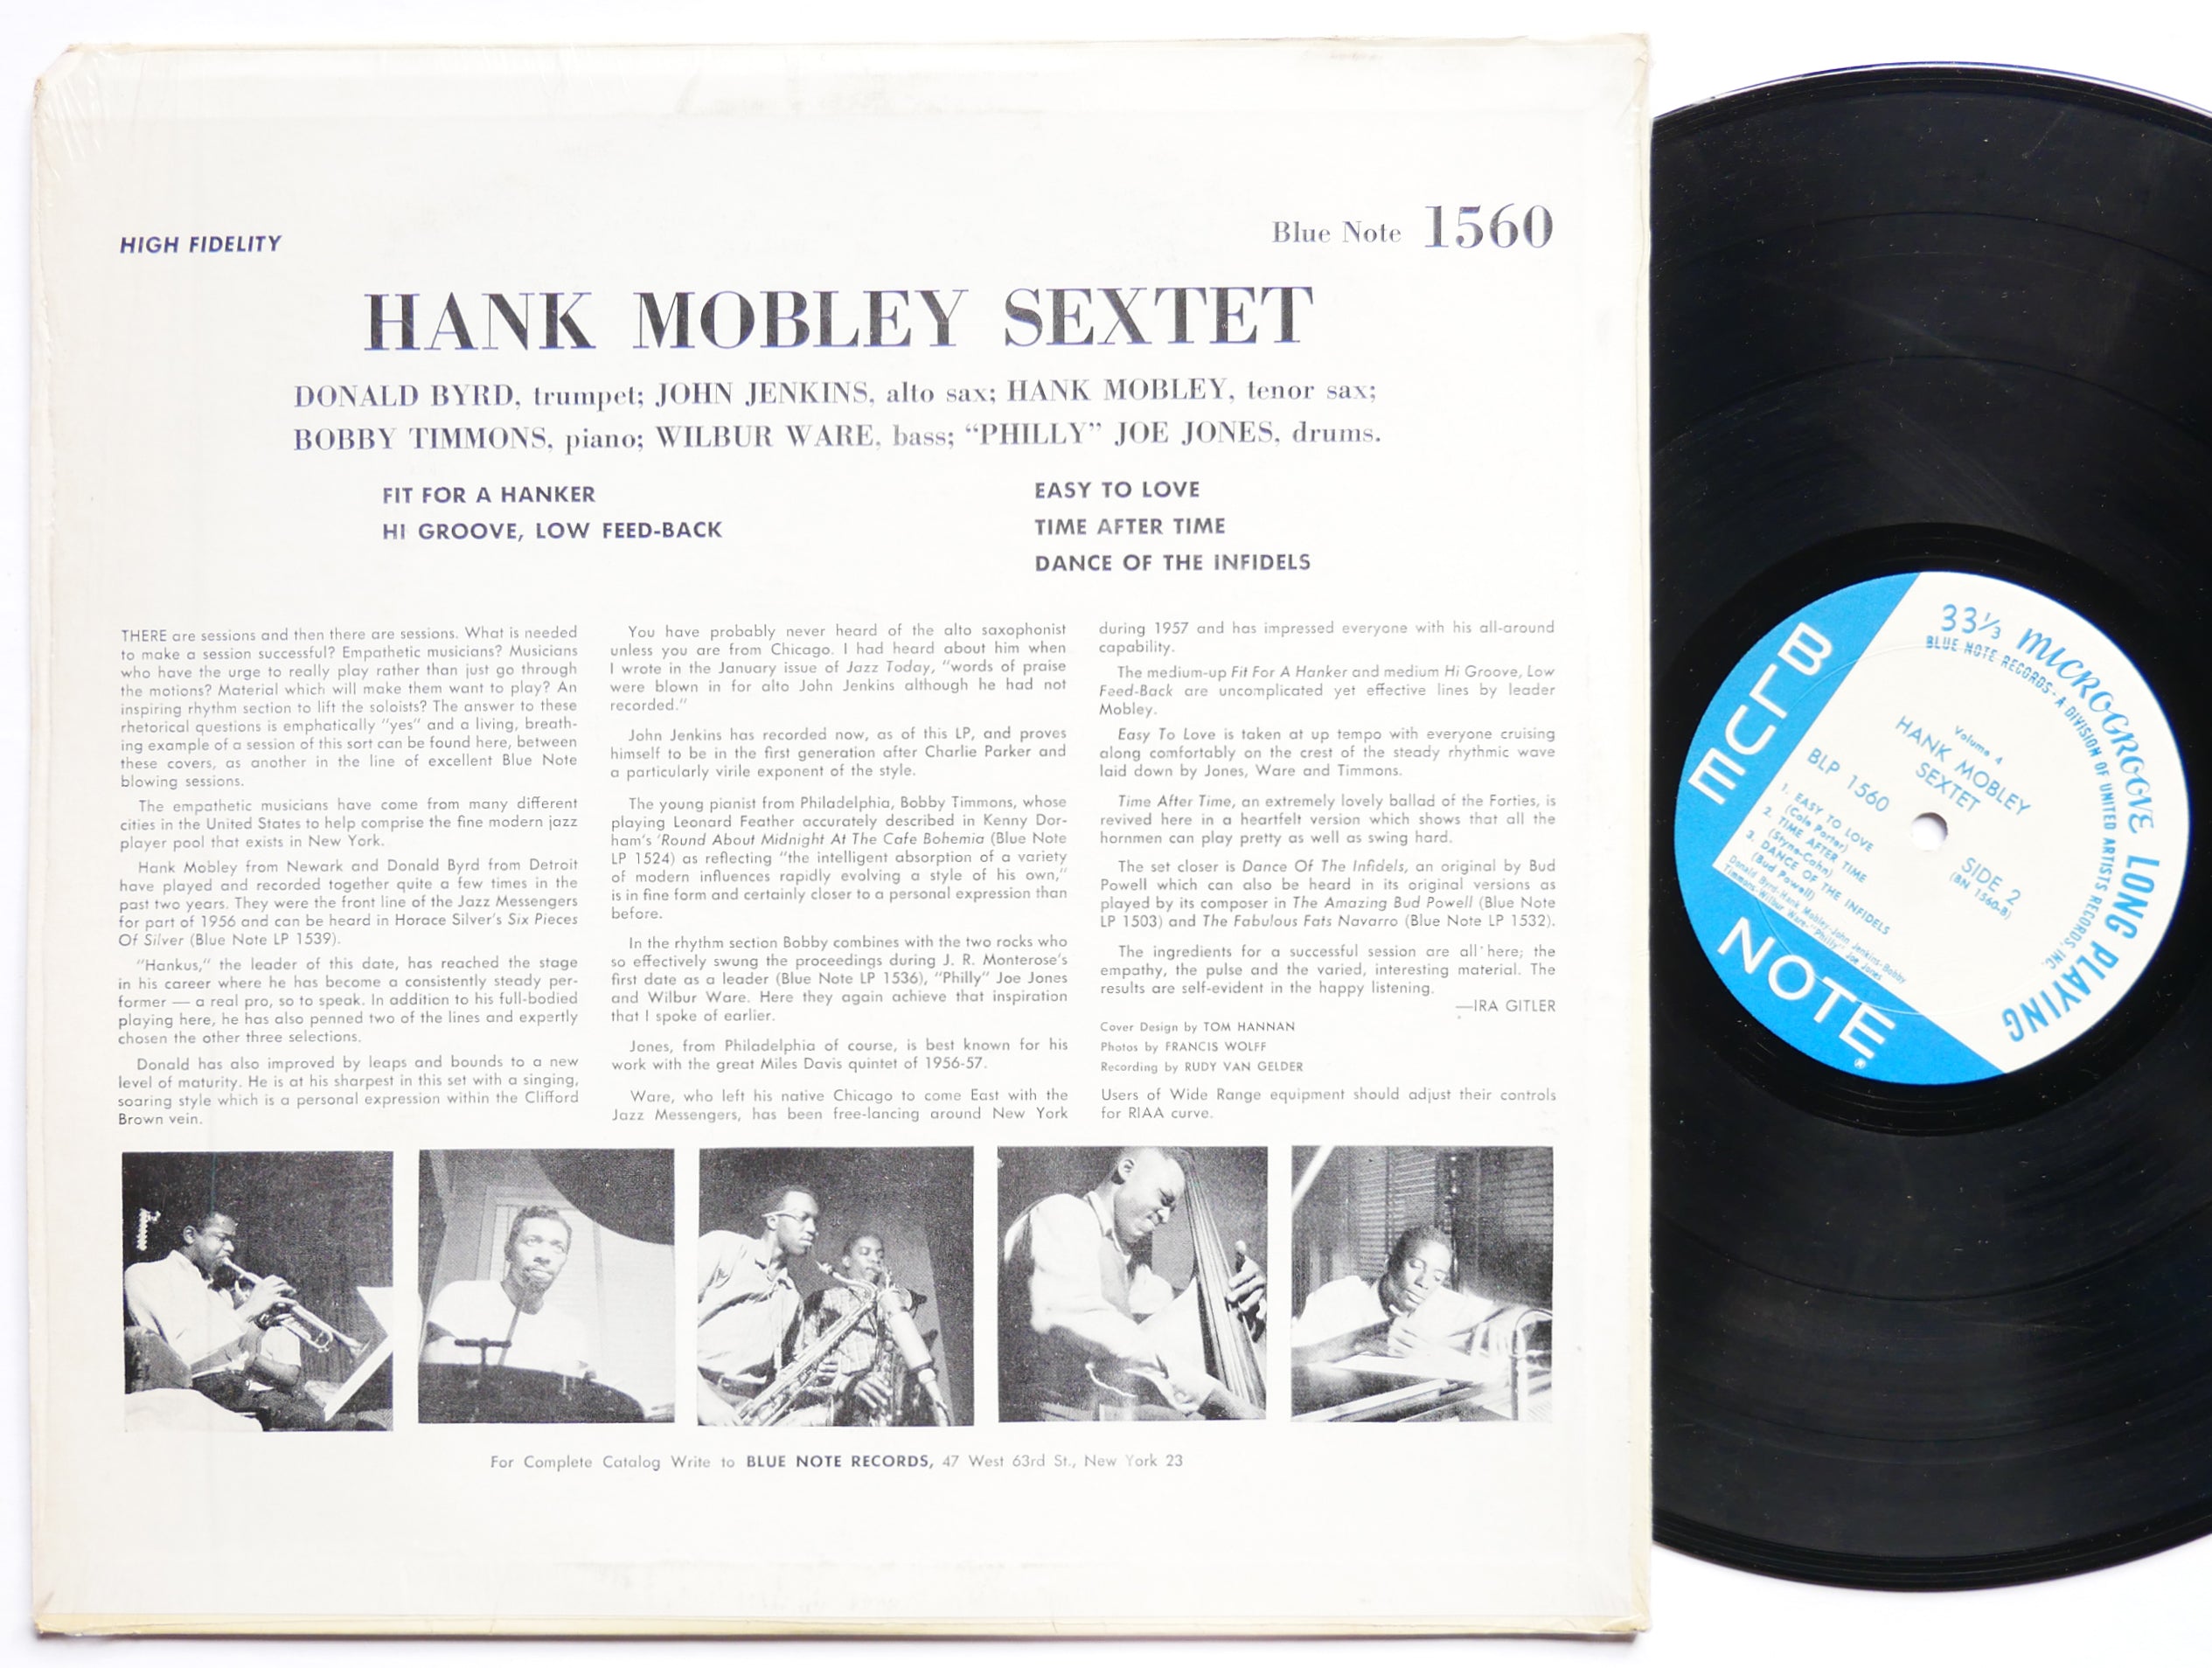 HIGH FIDELITY
Blue Note 1560
HANK MOBLEY SEXTET
DONALD BYRD, trumpet; JOHN JENKINS, alto sax; HANK MOBLEY, tenor sax;
BOBBY TIMMONS, piano; WILBUR WARE, bass; “PHILLY” JOE JONES, drums.
FIT FOR A HANKER
HI GROOVE, LOW FEED-BACK
EASY TO LOVE
TIME AFTER TIME
DANCE OF THE INFIDELS
THERE are sessions and then there are sessions. What is needed
to make a session successful? Empathetic musicians? Musicians
who have the urge to really play rather than just go through
the motions? Material which will make them want to play? An
inspiring rhythm section to lift the soloists? The answer to these
rhetorical questions is emphatically "yes" and a living, breath-
ing example of a session of this sort can be found here, between
these covers, as another in the line of excellent Blue Note
blowing sessions.
The empathetic musicians have come from many different
cities in the United States to help comprise the fine modern jazz
player pool that exists in New York.
Hank Mobley from Newark and Donald Byrd from Detroit
have played and recorded together quite a few times in the
past two years. They were the front line of the Jazz Messengers
for part of 1956 and can be heard in Horace Silver's Six Pieces
Of Silver (Blue Note LP 1539).
"Hankus," the leader of this date, has reached the stage
in his career where he has become a consistently steady per-
former — a real pro, so to speak. In addition to his full-bodied
playing here, he has also penned two of the lines and expertly
chosen the other three selections.
Donald has also improved by leaps and bounds to a new
level of maturity. He is at his sharpest in this set with a singing,
soaring style which is a personal expression within the Clifford
Brown vein.
You have probably never heard of the alto saxophonist
unless you are from Chicago. I had heard about him when
I wrote in the January issue of Jazz Today, "words of praise
were blown in for alto John Jenkins although he had not
recorded."
John Jenkins has recorded now, as of this LP, and proves
himself to be in the first generation after Charlie Parker and
a particularly virile exponent of the style.
The young pianist from Philadelphia, Bobby Timmons, whose
playing Leonard Feather accurately described in Kenny Dor-
ham's 'Round About Midnight At The Cafe Bohemia (Blue Note
LP 1524) as reflecting "the intelligent absorption of a variety
of modern influences rapidly evolving a style of his own,"
is in fine form and certainly closer to a personal expression than
before.
In the rhythm section Bobby combines with the two rocks who
so effectively swung the proceedings during J. R. Monterose's
first date as a leader (Blue Note LP 1536), "Philly" Joe Jones
and Wilbur Ware. Here they again achieve that inspiration
that I spoke of earlier.
Jones, from Philadelphia of course, is best known for his
work with the great Miles Davis quintet of 1956-57.
Ware, who left his native Chicago to come East with the
Jazz Messengers, has been free-lancing around New York
during 1957 and has impressed everyone with his all-around
capability.
The medium-up Fit For A Hanker and medium Hi Groove, Low
Feed-Back are uncomplicated yet effective lines by leader
Mobley.
Easy To Love is taken at up tempo with everyone cruising
along comfortably on the crest of the steady rhythmic wave
laid down by Jones, Ware and Timmons.
Time After Time, an extremely lovely ballad of the Forties, is
revived here in a heartfelt version which shows that all the
hornmen can play pretty as well as swing hard.
The set closer is Dance Of The Infidels, an original by Bud
Powell which can also be heard in its original versions as
played by its composer in The Amazing Bud Powell (Blue Note
LP 1503) and The Fabulous Fats Navarro (Blue Note LP 1532).
The ingredients for a successful session are all here; the
empathy, the pulse and the varied, interesting material. The
results are self-evident in the happy listening.
—IRA GITLER
Cover Design by TOM HANNAN
Photos by FRANCIS WOLFF
Recording by RUDY VAN GELDER
Users of Wide Range equipment should adjust their controls
for RIAA curve.
For Complete Catalog Write to BLUE NOTE RECORDS, 47 West 63rd St., New York 23
33⅓ MICROGROOVE LONG PLAYING
BLUE NOTE RECORDS - A DIVISION OF UNITED ARTISTS RECORDS, INC.
BLUE
NOTE®
Volume 4
HANK MOBLEY
SEXTET
BLP 1560
1. EASY TO LOVE
(Cole Porter)
2. TIME AFTER TIME
(Styne-Cahn)
3. DANCE OF THE INFIDELS
(Bud Powell)
Donald Byrd-Hank Mobley-John Jenkins-Bobby
Timmons-Wilbur Ware-"Philly" Joe Jones
SIDE 2
(BN 1560-B)